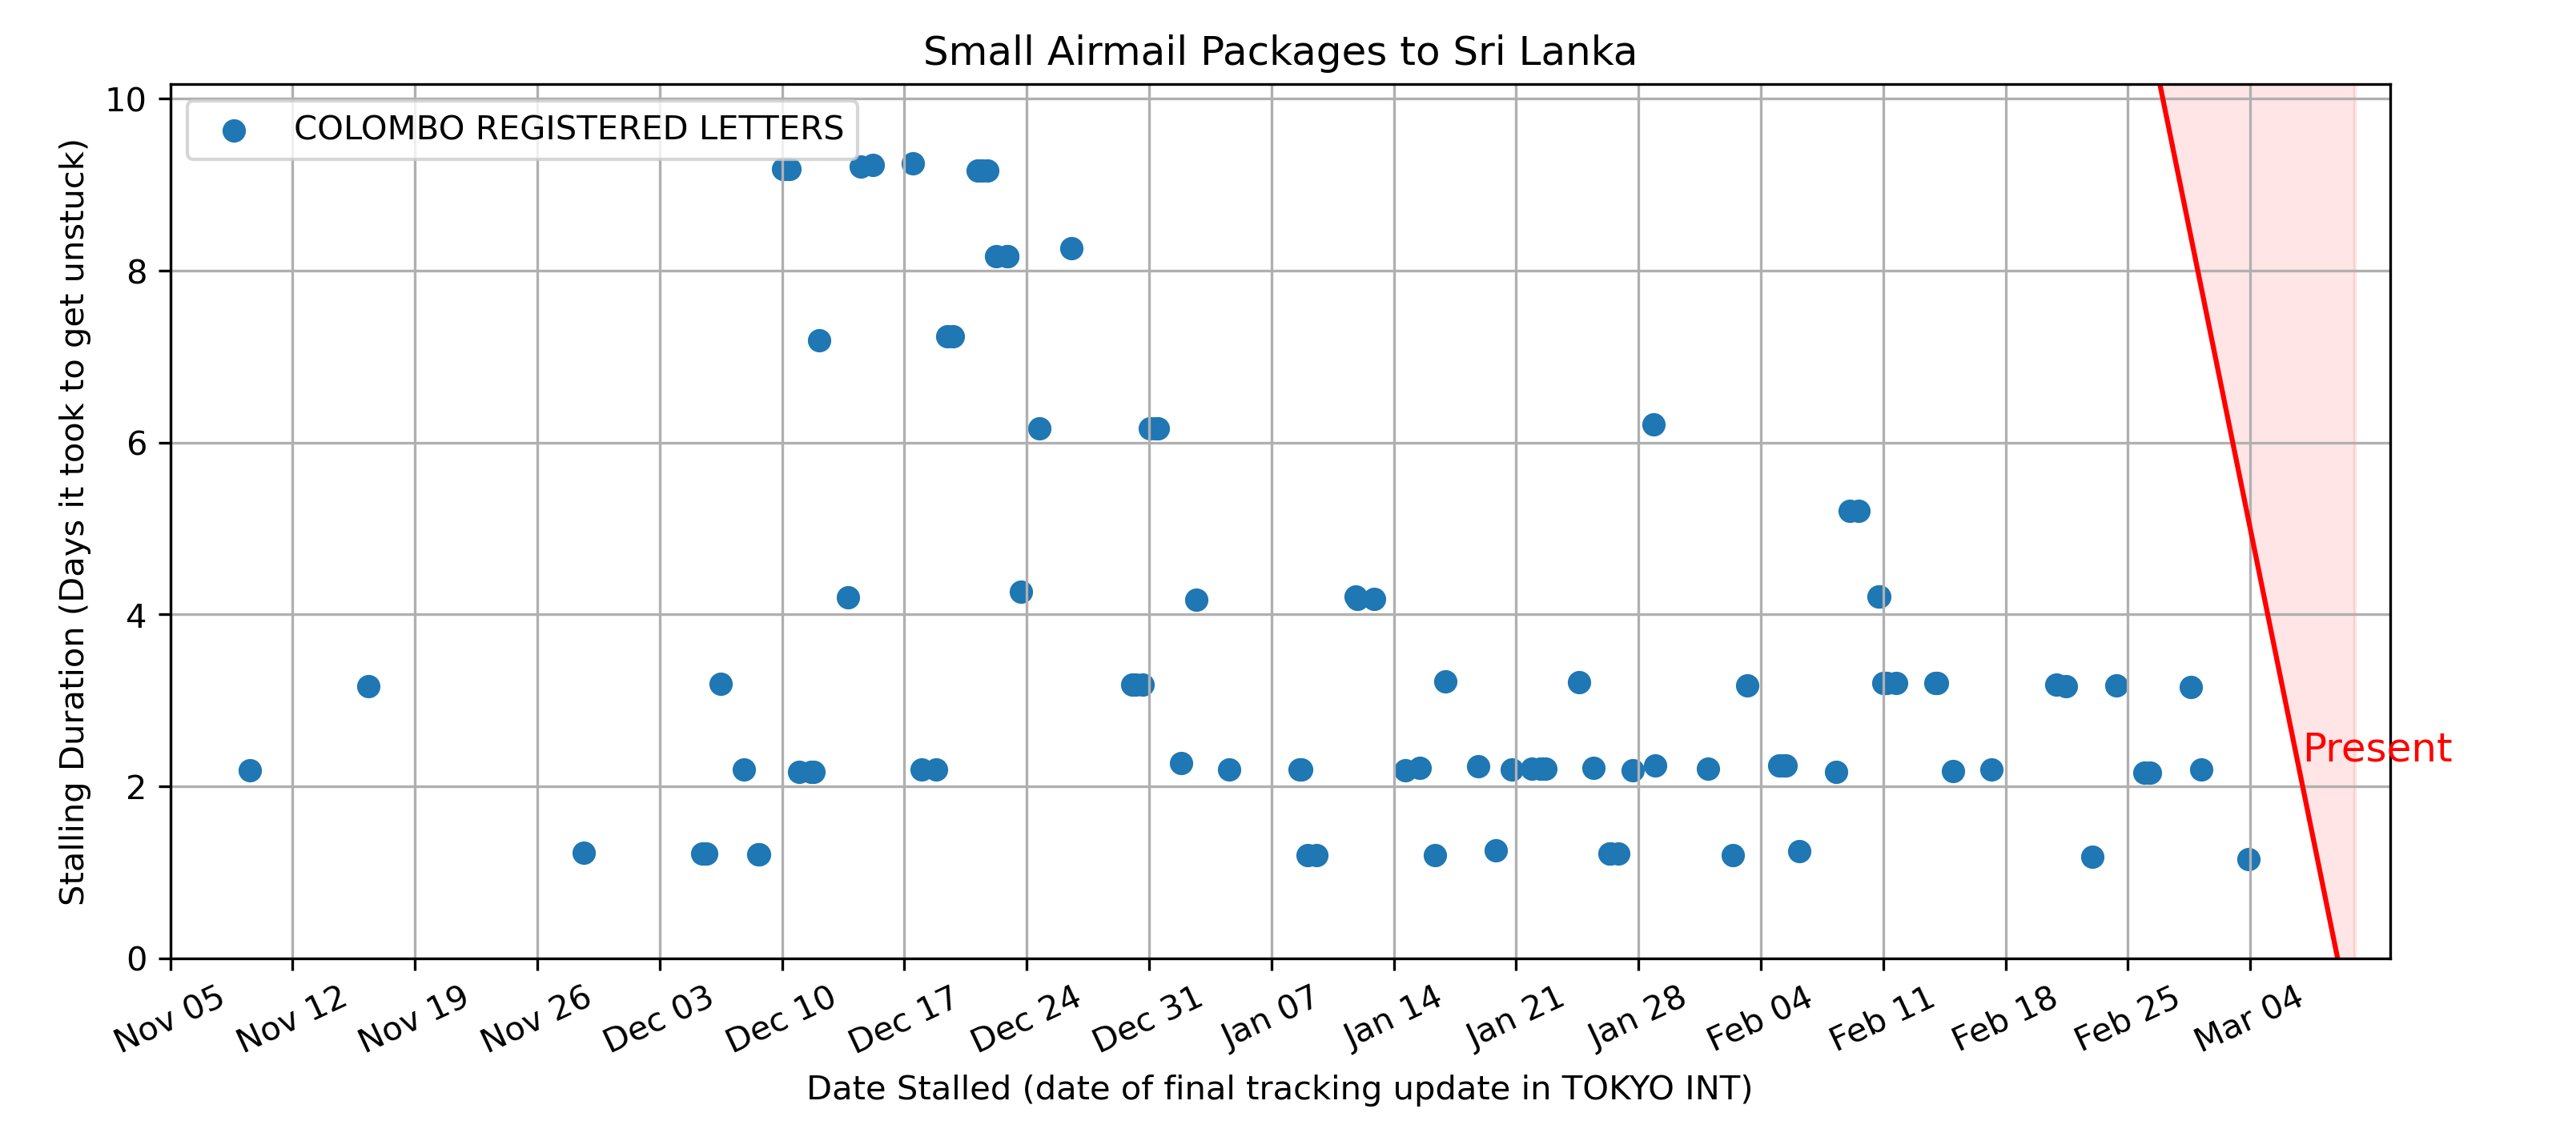 Small Airmail Packages to Sri Lanka
COLOMBO REGISTERED LETTERS
Stalling Duration (Days it took to get unstuck)
10
8
6
4
2
0
Present
Nov 05
Nov 12
Nov 19
Nov 26
Dec 03
Dec 10
Dec 17
Dec 24
Dec 31
Jan 07
Jan 14
Jan 21
Jan 28
Feb 04
Feb 11
Feb 18
Feb 25
Mar 04
Date Stalled (date of final tracking update in TOKYO INT)